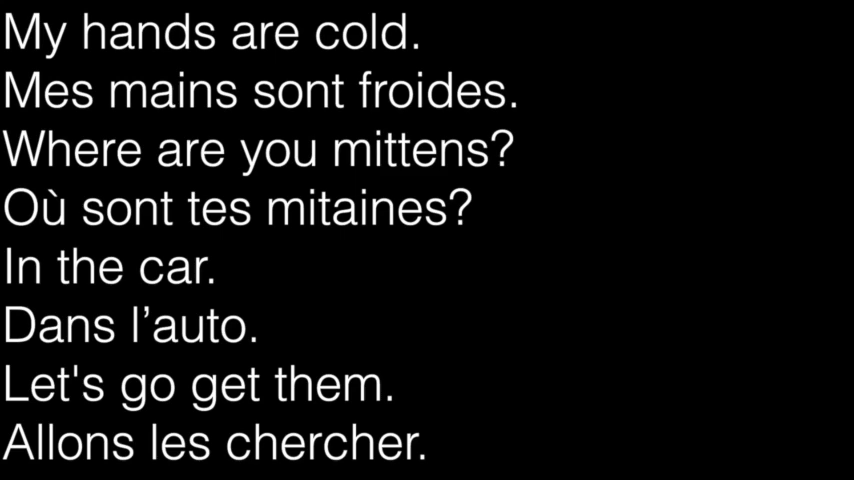 My hands are cold.
Mes mains sont froides.
Where are you mittens?
Où sont tes mitaines?
In the car.
Dans l’auto.
Let's go get them.
Allons les chercher.